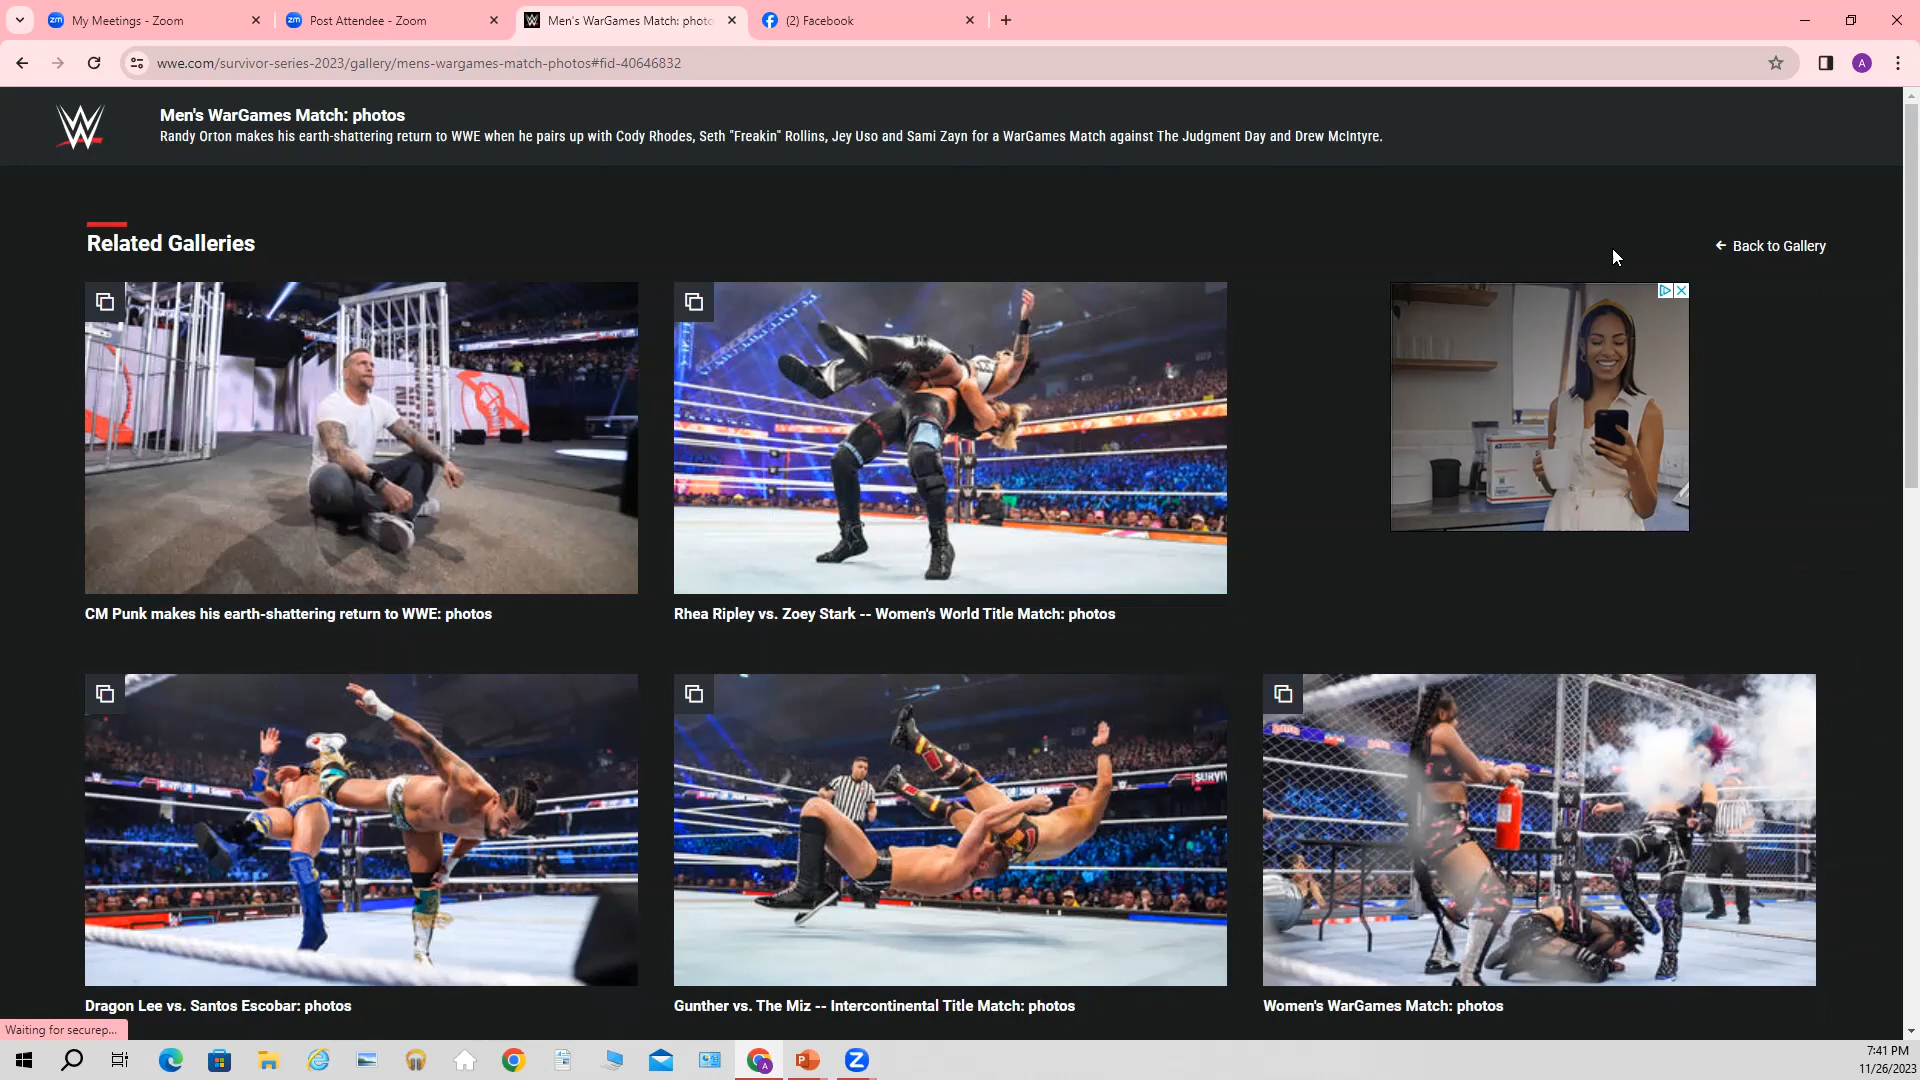 My Meetings - Zoom
Post Attendee - Zoom
Men's WarGames Match: photo
(2) Facebook
wwe.com/survivor-series-2023/gallery/mens-wargames-match-photos#fid-40646832
A
Men's WarGames Match: photos
Randy Orton makes his earth-shattering return to WWE when he pairs up with Cody Rhodes, Seth "Freakin" Rollins, Jey Uso and Sami Zayn for a WarGames Match against The Judgment Day and Drew McIntyre.
Related Galleries
Back to Gallery
CM Punk makes his earth-shattering return to WWE: photos
Rhea Ripley vs. Zoey Stark -- Women's World Title Match: photos
Dragon Lee vs. Santos Escobar: photos
Gunther vs. The Miz -- Intercontinental Title Match: photos
Women's WarGames Match: photos
Waiting for securep...
7:41 PM
11/26/2023